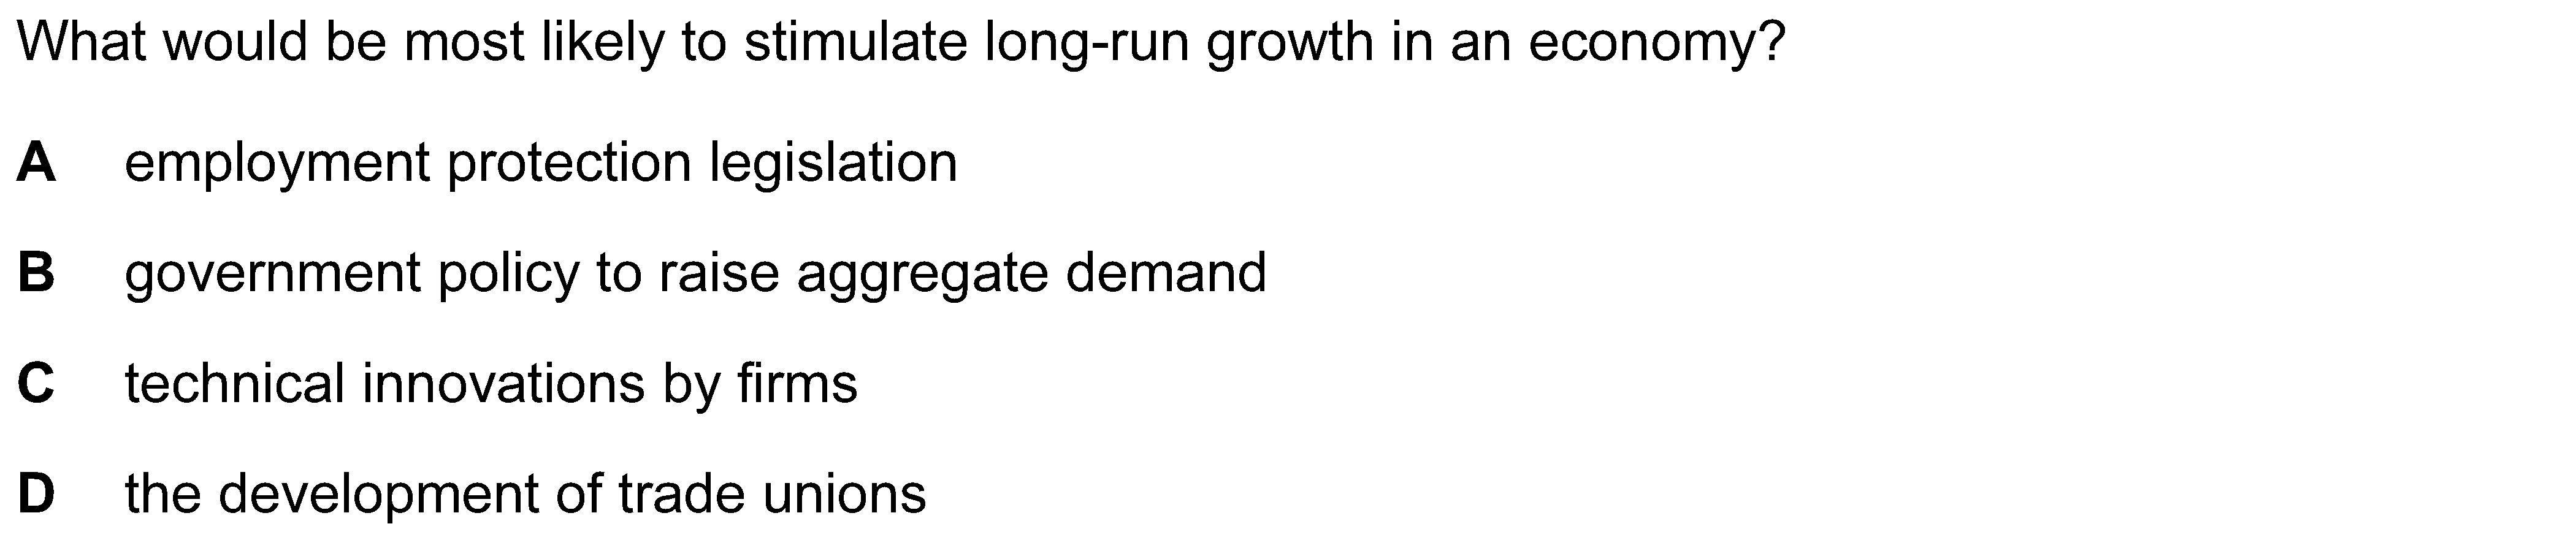 What would be most likely to stimulate long-run growth in an economy?
A employment protection legislation
B government policy to raise aggregate demand
C technical innovations by firms
D the development of trade unions